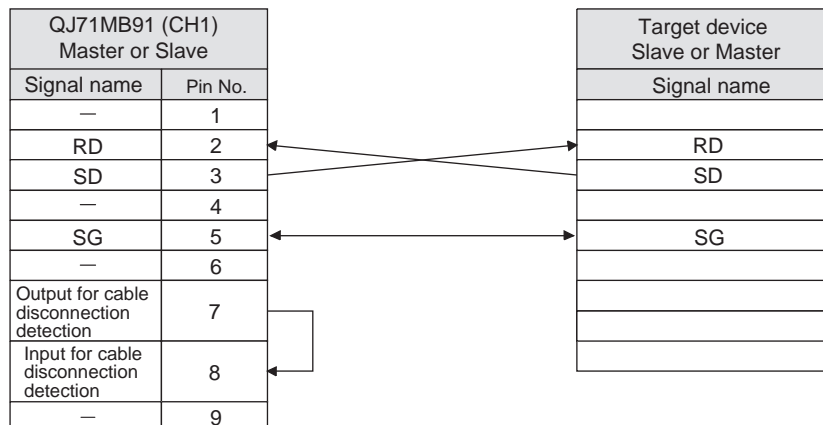 QJ71MB91 (CH1)
Master or Slave
Signal name Pin No.
— 1
RD 2
SD 3
— 4
SG 5
— 6
Output for cable
disconnection
detection
7
Input for cable
disconnection
detection
8
— 9
Target device
Slave or Master
Signal name
RD
SD
SG